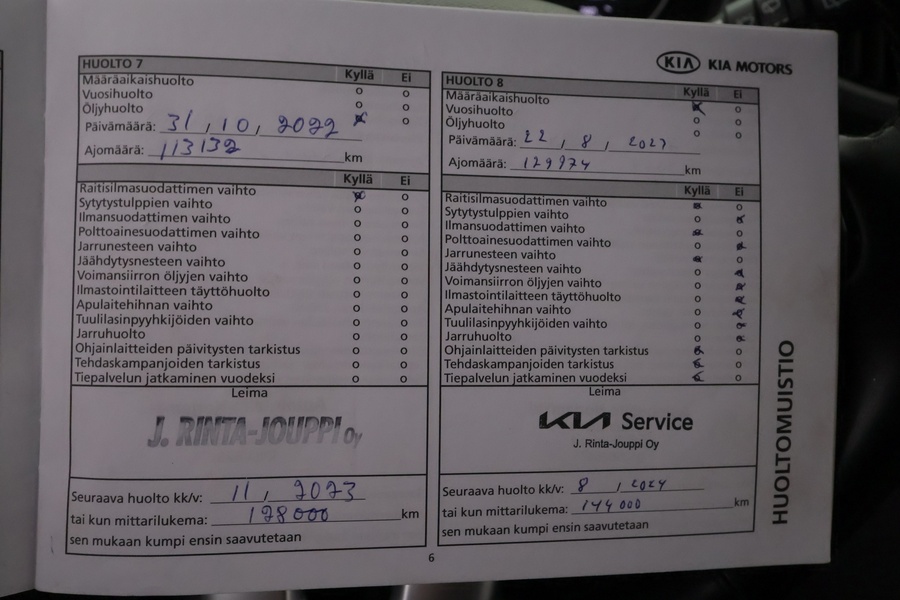 HUOLTO 7 Kyllä Ei
Määräaikaishuolto
Vuosihuolto
Öljyhuolto
Päivämäärä: 31, 10, 2022
Ajomäärä: 113132 km
Kyllä Ei
Raitisilmasuodattimen vaihto
Sytytystulppien vaihto
Ilmansuodattimen vaihto
Polttoainesuodattimen vaihto
Jarrunesteen vaihto
Jäähdytysnesteen vaihto
Voimansiirron öljyjen vaihto
Ilmastointilaitteen täyttöhuolto
Apulaitehihnan vaihto
Tuulilasinpyyhkijöiden vaihto
Jarruhuolto
Ohjainlaitteiden päivitysten tarkistus
Tehdaskampanjoiden tarkistus
Tiepalvelun jatkaminen vuodeksi
Leima
J. RINTA-JOUPPI Oy
Seuraava huolto kk/v: 11, 2023
tai kun mittarilukema: 128000 km
sen mukaan kumpi ensin saavutetaan
KIA KIA MOTORS
HUOLTO 8 Kyllä Ei
Määräaikaishuolto
Vuosihuolto
Öljyhuolto
Päivämäärä: 22, 8, 2023
Ajomäärä: 129974 km
Kyllä Ei
Raitisilmasuodattimen vaihto
Sytytystulppien vaihto
Ilmansuodattimen vaihto
Polttoainesuodattimen vaihto
Jarrunesteen vaihto
Jäähdytysnesteen vaihto
Voimansiirron öljyjen vaihto
Ilmastointilaitteen täyttöhuolto
Apulaitehihnan vaihto
Tuulilasinpyyhkijöiden vaihto
Jarruhuolto
Ohjainlaitteiden päivitysten tarkistus
Tehdaskampanjoiden tarkistus
Tiepalvelun jatkaminen vuodeksi
Leima
KIA Service
J. Rinta-Jouppi Oy
Seuraava huolto kk/v: 8, 2024
tai kun mittarilukema: 144000 km
sen mukaan kumpi ensin saavutetaan
HUOLTOMUISTIO
6